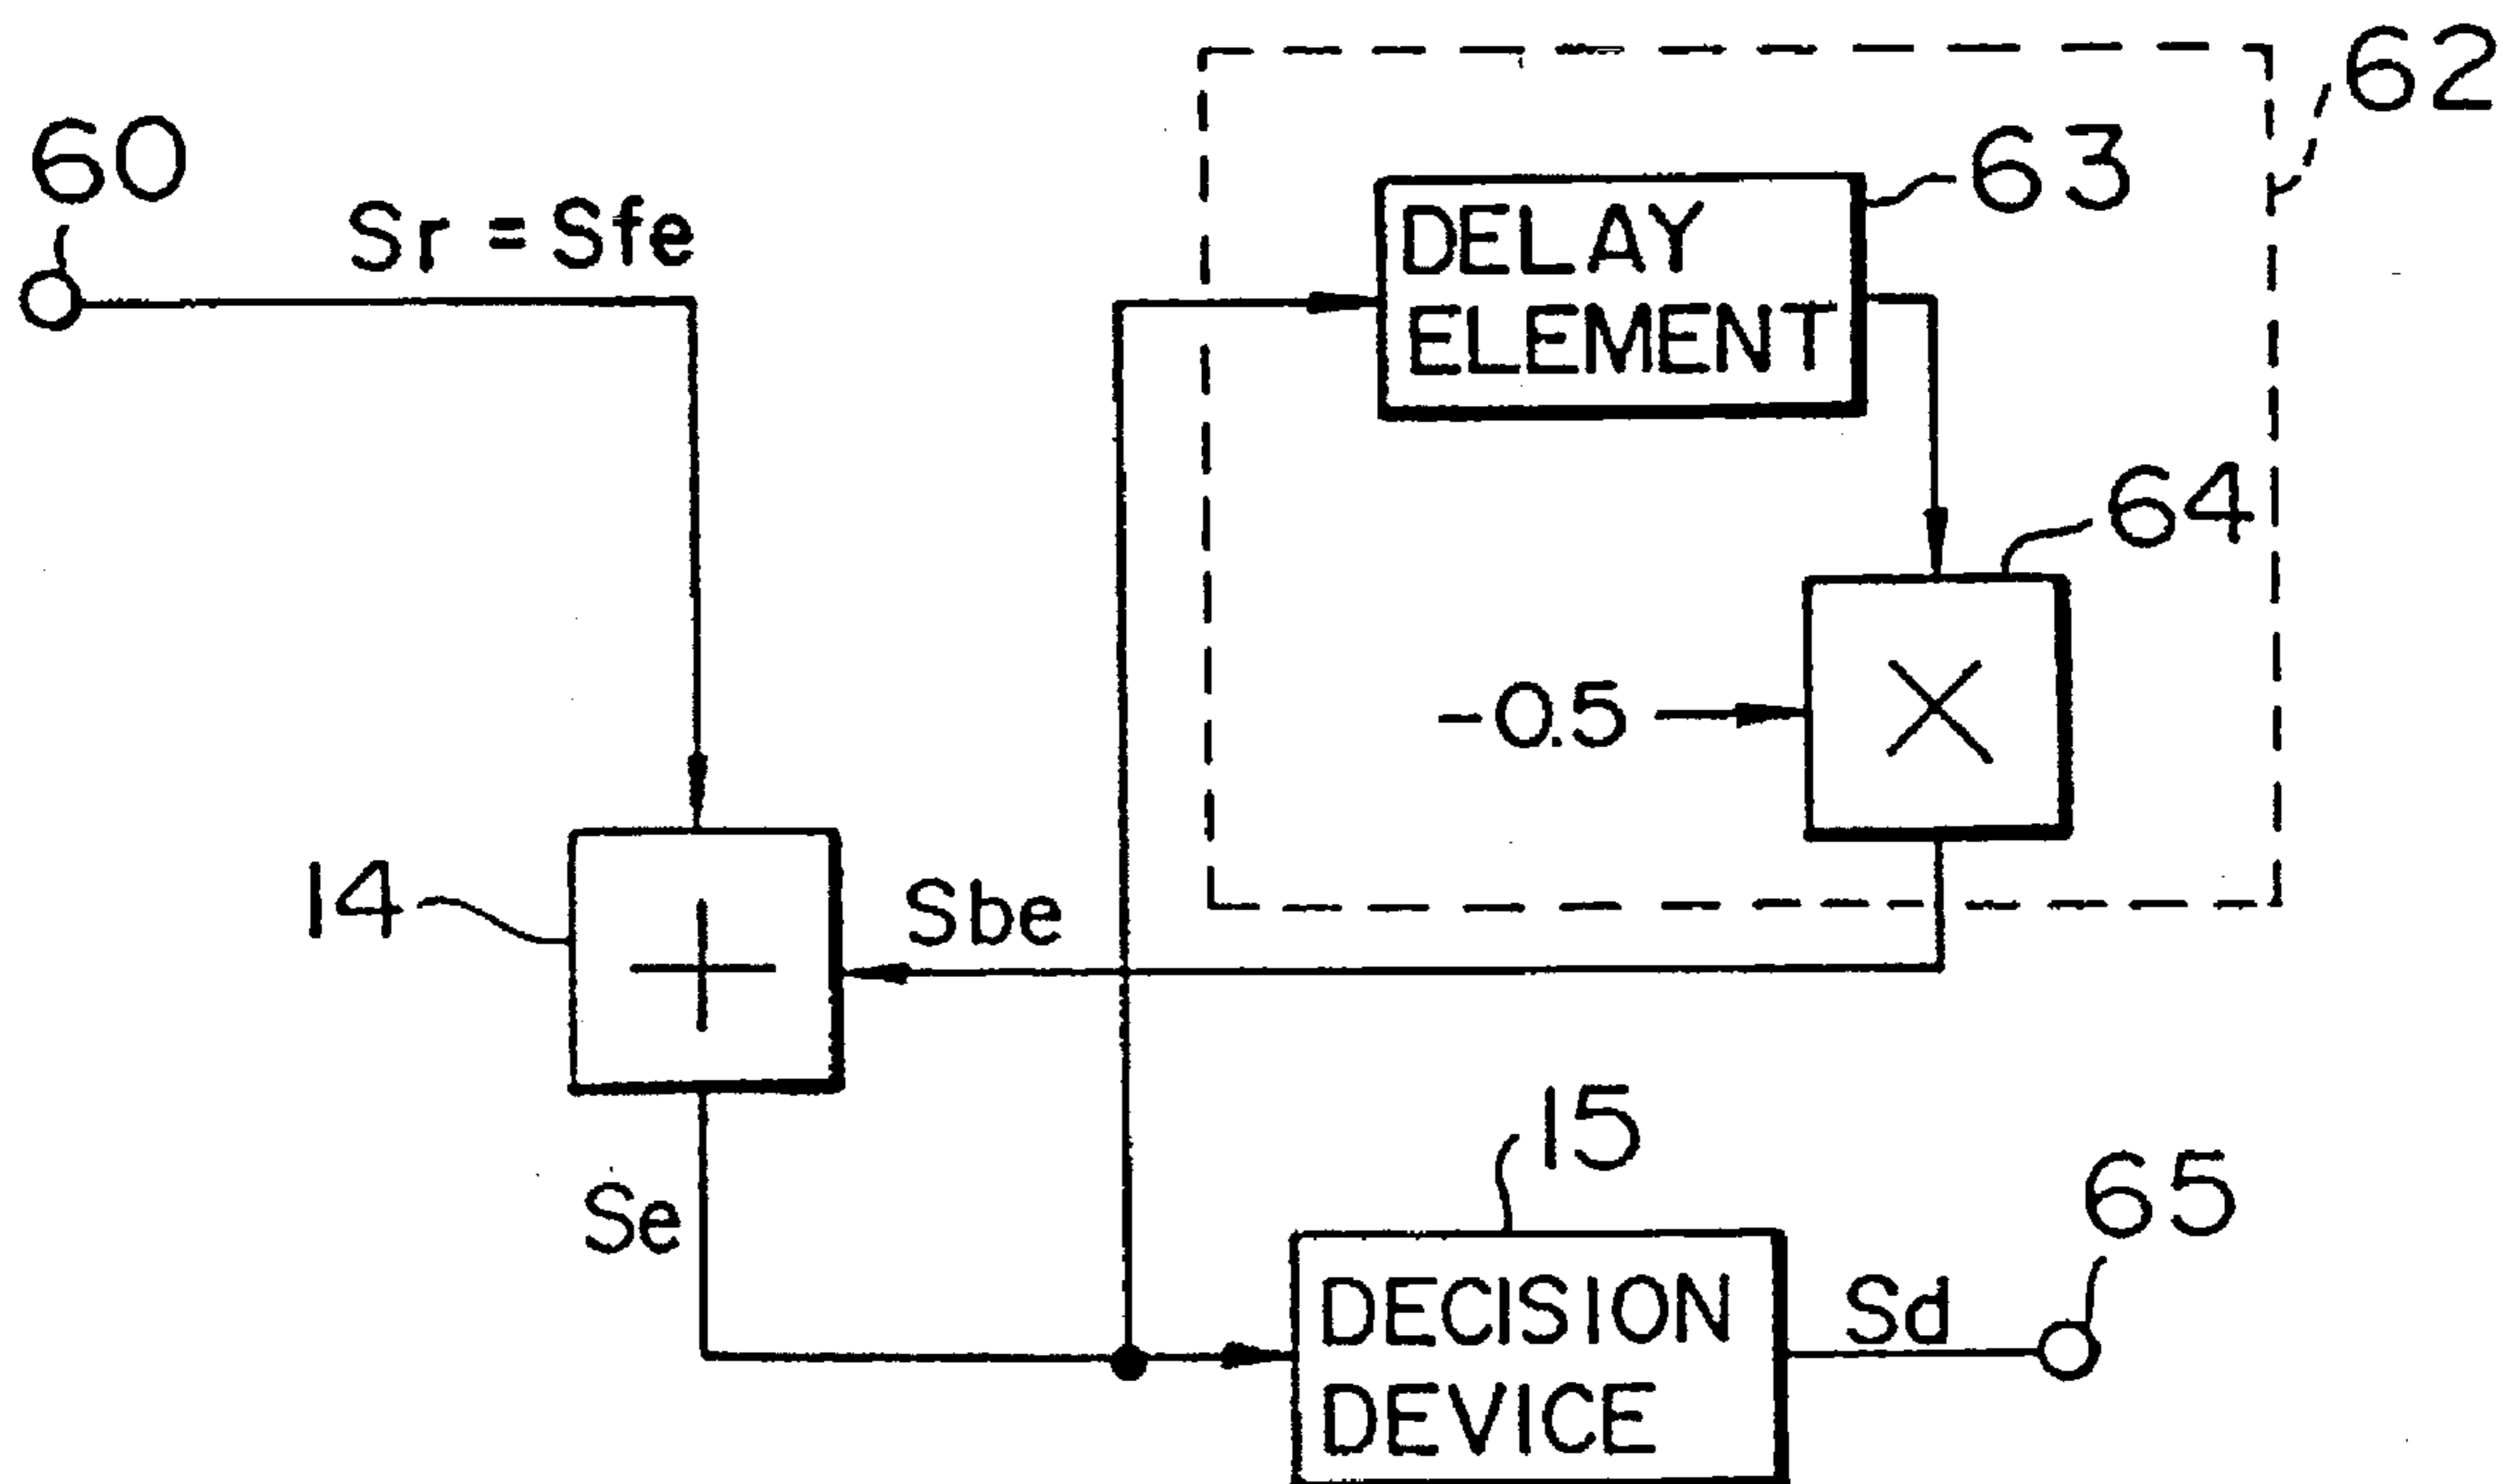 62
60
63
Sr = Sfe
DELAY
ELEMENT
64
-0.5
×
14
Sbe
+
15
65
Se
DECISION
DEVICE
Sd